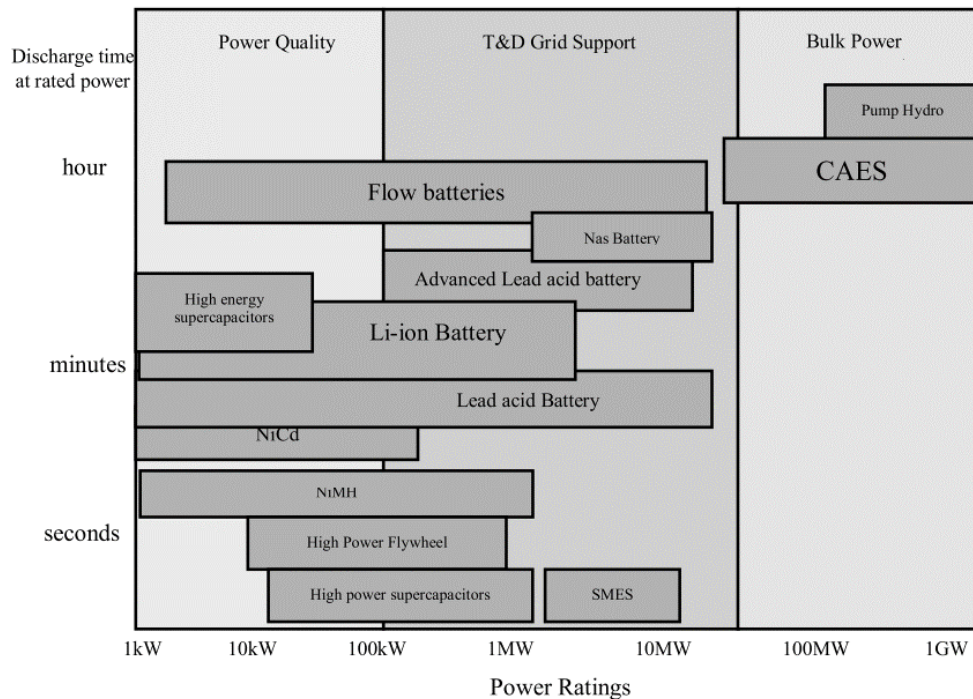 Power Quality
T&D Grid Support
Bulk Power
Discharge time
at rated power
Pump Hydro
hour
CAES
Flow batteries
Nas Battery
Advanced Lead acid battery
High energy
supercapacitors
Li-ion Battery
minutes
Lead acid Battery
NiCd
NiMH
seconds
High Power Flywheel
High power supercapacitors
SMES
1kW
10kW
100kW
1MW
10MW
100MW
1GW
Power Ratings